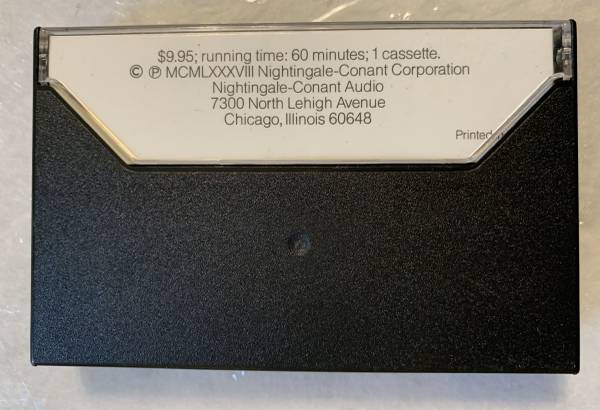 $9.95; running time: 60 minutes; 1 cassette.
© ℗ MCMLXXXVIII Nightingale-Conant Corporation
Nightingale-Conant Audio
7300 North Lehigh Avenue
Chicago, Illinois 60648
Printed